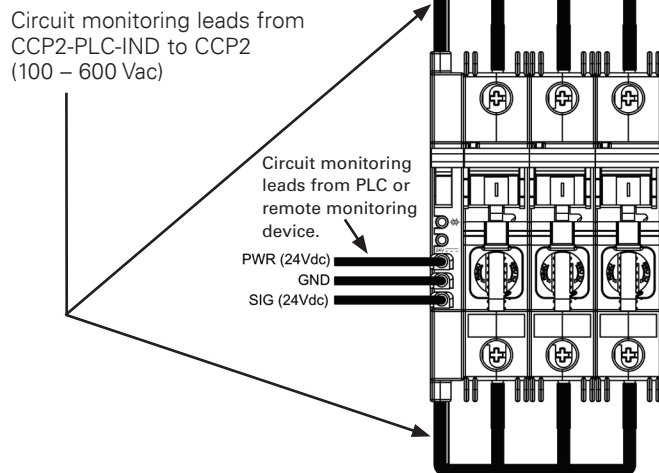 Circuit monitoring leads from
CCP2-PLC-IND to CCP2
(100 – 600 Vac)
Circuit monitoring
leads from PLC or
remote monitoring
device.
PWR (24Vdc)
GND
SIG (24Vdc)